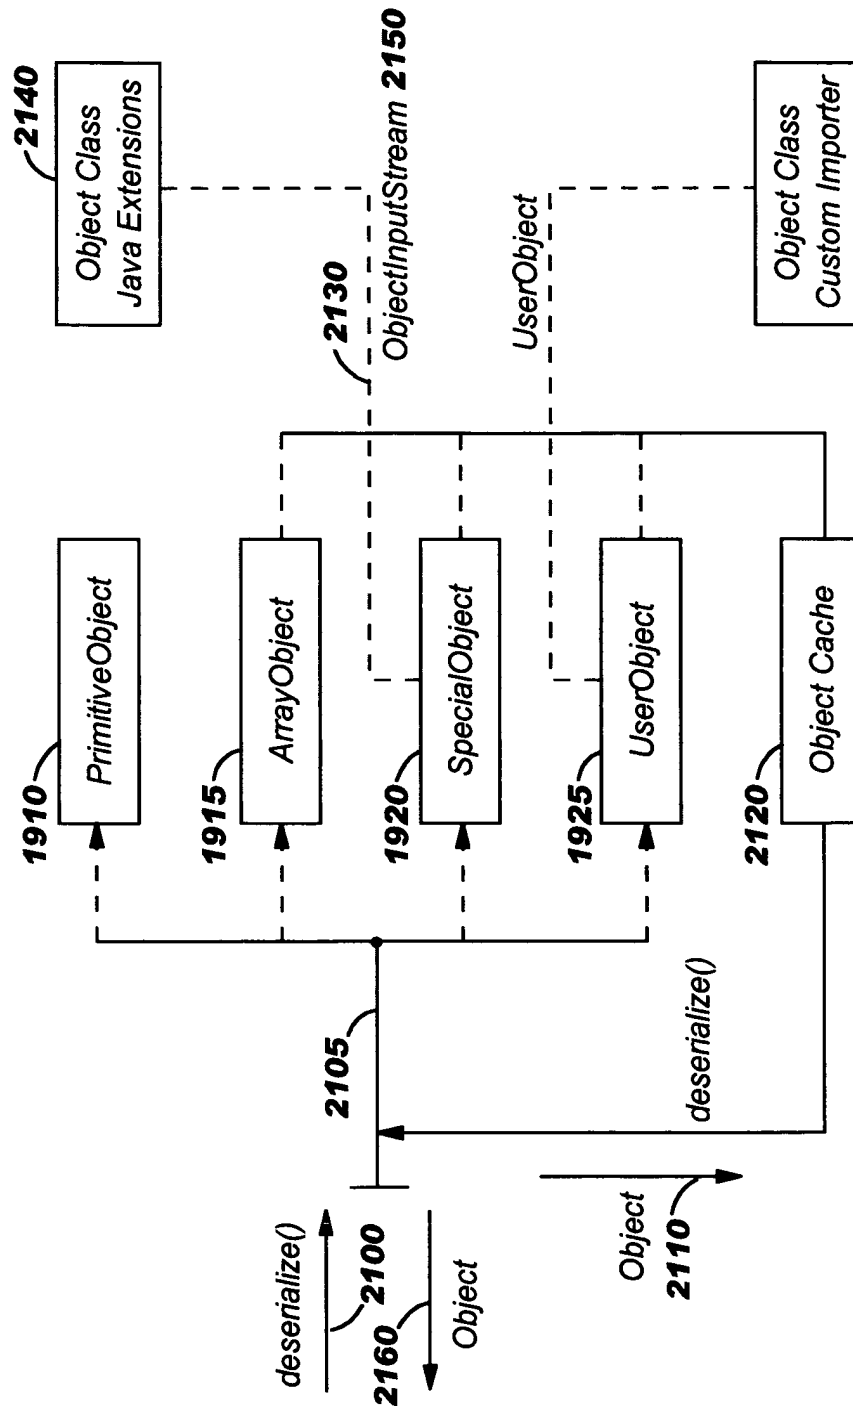 deserialize()
2100
2160
Object
Object
2110
2105
deserialize()
1910
PrimitiveObject
1915
ArrayObject
1920
SpecialObject
1925
UserObject
2120
Object Cache
2130
ObjectInputStream 2150
UserObject
2140
Object Class
Java Extensions
Object Class
Custom Importer